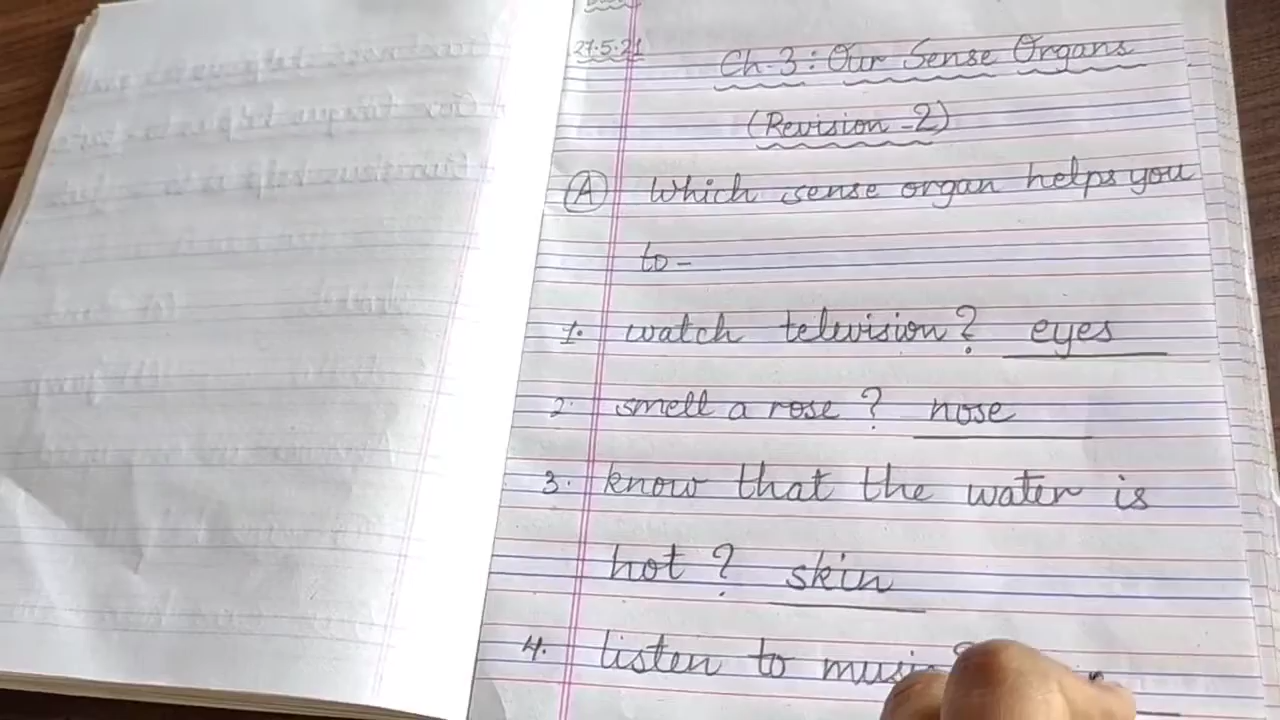 27.5.21
Ch-3: Our Sense Organs
(Revision -2)
A Which sense organ helps you
to -
1. watch television? eyes
2. smell a rose? nose
3. know that the water is
hot? skin
4. listen to music?